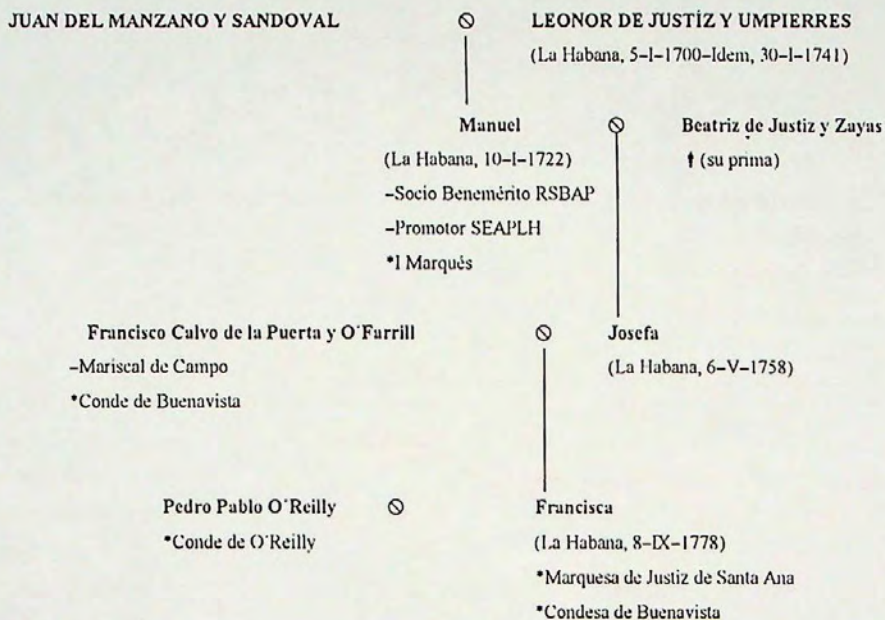 JUAN DEL MANZANO Y SANDOVAL
LEONOR DE JUSTÍZ Y UMPIERRES
(La Habana, 5-I-1700-Idem, 30-I-1741)
Manuel
Beatriz de Justiz y Zayas
(La Habana, 10-I-1722)
† (su prima)
-Socio Benemérito RSBAP
-Promotor SEAPLH
*I Marqués
Francisco Calvo de la Puerta y O'Farrill
Josefa
-Mariscal de Campo
(La Habana, 6-V-1758)
*Conde de Buenavista
Pedro Pablo O'Reilly
Francisca
*Conde de O'Reilly
(La Habana, 8-IX-1778)
*Marquesa de Justiz de Santa Ana
*Condesa de Buenavista